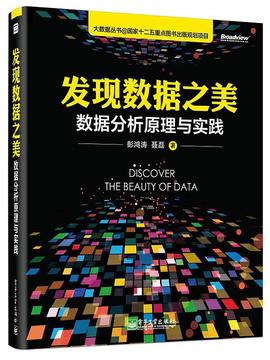 大数据丛书@国家十二五重点图书出版规划项目
Broadview
发现数据之美
数据分析原理与实践
彭鸿涛 聂磊 著
DISCOVER
THE BEAUTY OF DATA
电子工业出版社
发现数据之美
数据分析原理与实践